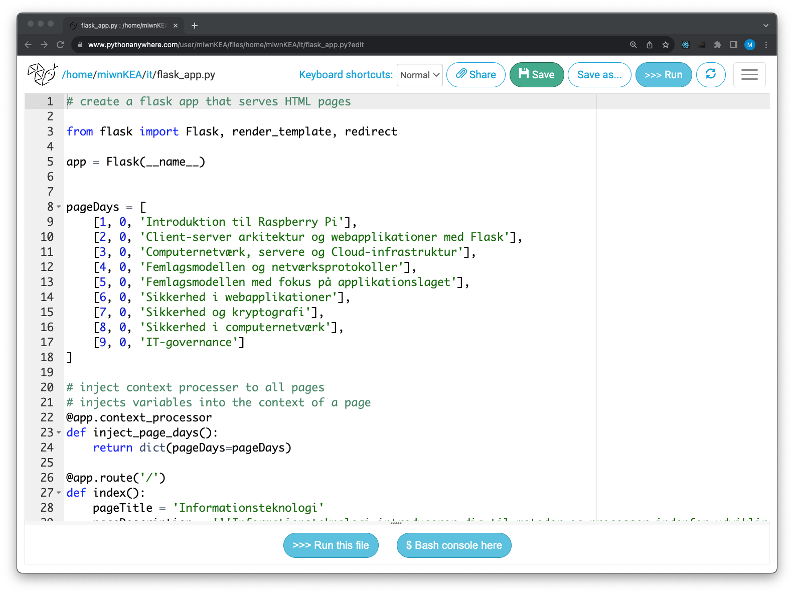 flask_app.py : /home/miwnKE
www.pythonanywhere.com/user/miwnKEA/files/home/miwnKEA/it/flask_app.py?edit
M
/home/miwnKEA/it/flask_app.py
Keyboard shortcuts: Normal Share Save Save as... >>> Run
1 # create a flask app that serves HTML pages
2
3 from flask import Flask, render_template, redirect
4
5 app = Flask(__name__)
6
7
8 pageDays = [
9 [1, 0, 'Introduktion til Raspberry Pi'],
10 [2, 0, 'Client-server arkitektur og webapplikationer med Flask'],
11 [3, 0, 'Computernetværk, servere og Cloud-infrastruktur'],
12 [4, 0, 'Femlagsmodellen og netværksprotokoller'],
13 [5, 0, 'Femlagsmodellen med fokus på applikationslaget'],
14 [6, 0, 'Sikkerhed i webapplikationer'],
15 [7, 0, 'Sikkerhed og kryptografi'],
16 [8, 0, 'Sikkerhed i computernetværk'],
17 [9, 0, 'IT-governance']
18 ]
19
20 # inject context processer to all pages
21 # injects variables into the context of a page
22 @app.context_processor
23 def inject_page_days():
24 return dict(pageDays=pageDays)
25
26 @app.route('/')
27 def index():
28 pageTitle = 'Informationsteknologi'
>>> Run this file
$ Bash console here